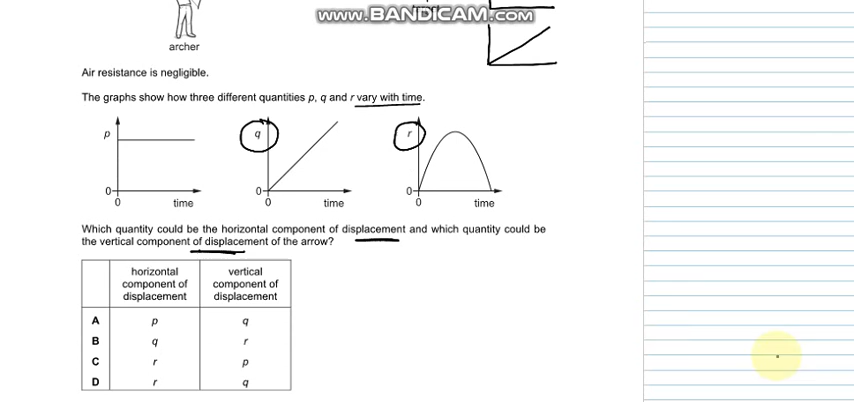 www.BANDICAM.com
archer
Air resistance is negligible.
The graphs show how three different quantities p, q and r vary with time.
p q r
0 0 0
0 time 0 time 0 time
Which quantity could be the horizontal component of displacement and which quantity could be
the vertical component of displacement of the arrow?
horizontal vertical
component of component of
displacement displacement
A p q
B q r
C r p
D r q